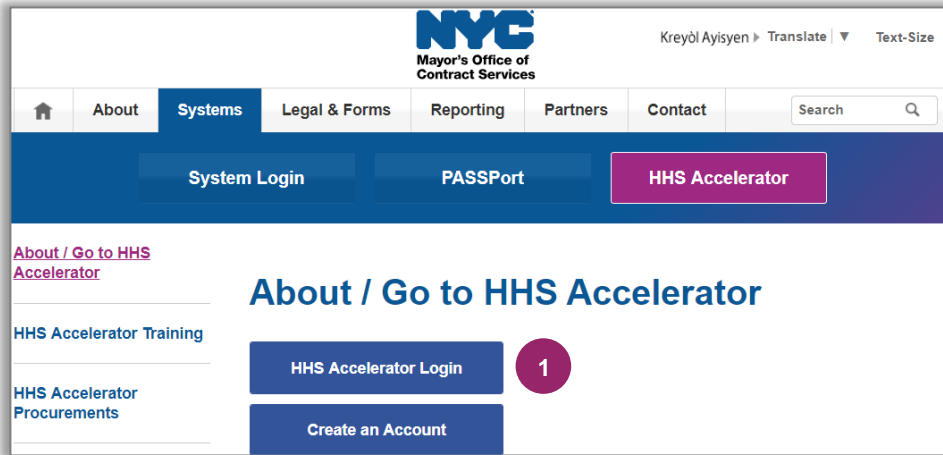 NYC
Mayor's Office of
Contract Services
Kreyòl Ayisyen Translate ▼ Text-Size
About Systems Legal & Forms Reporting Partners Contact Search
System Login PASSPort HHS Accelerator
About / Go to HHS
Accelerator
HHS Accelerator Training
HHS Accelerator
Procurements
About / Go to HHS Accelerator
HHS Accelerator Login 1
Create an Account